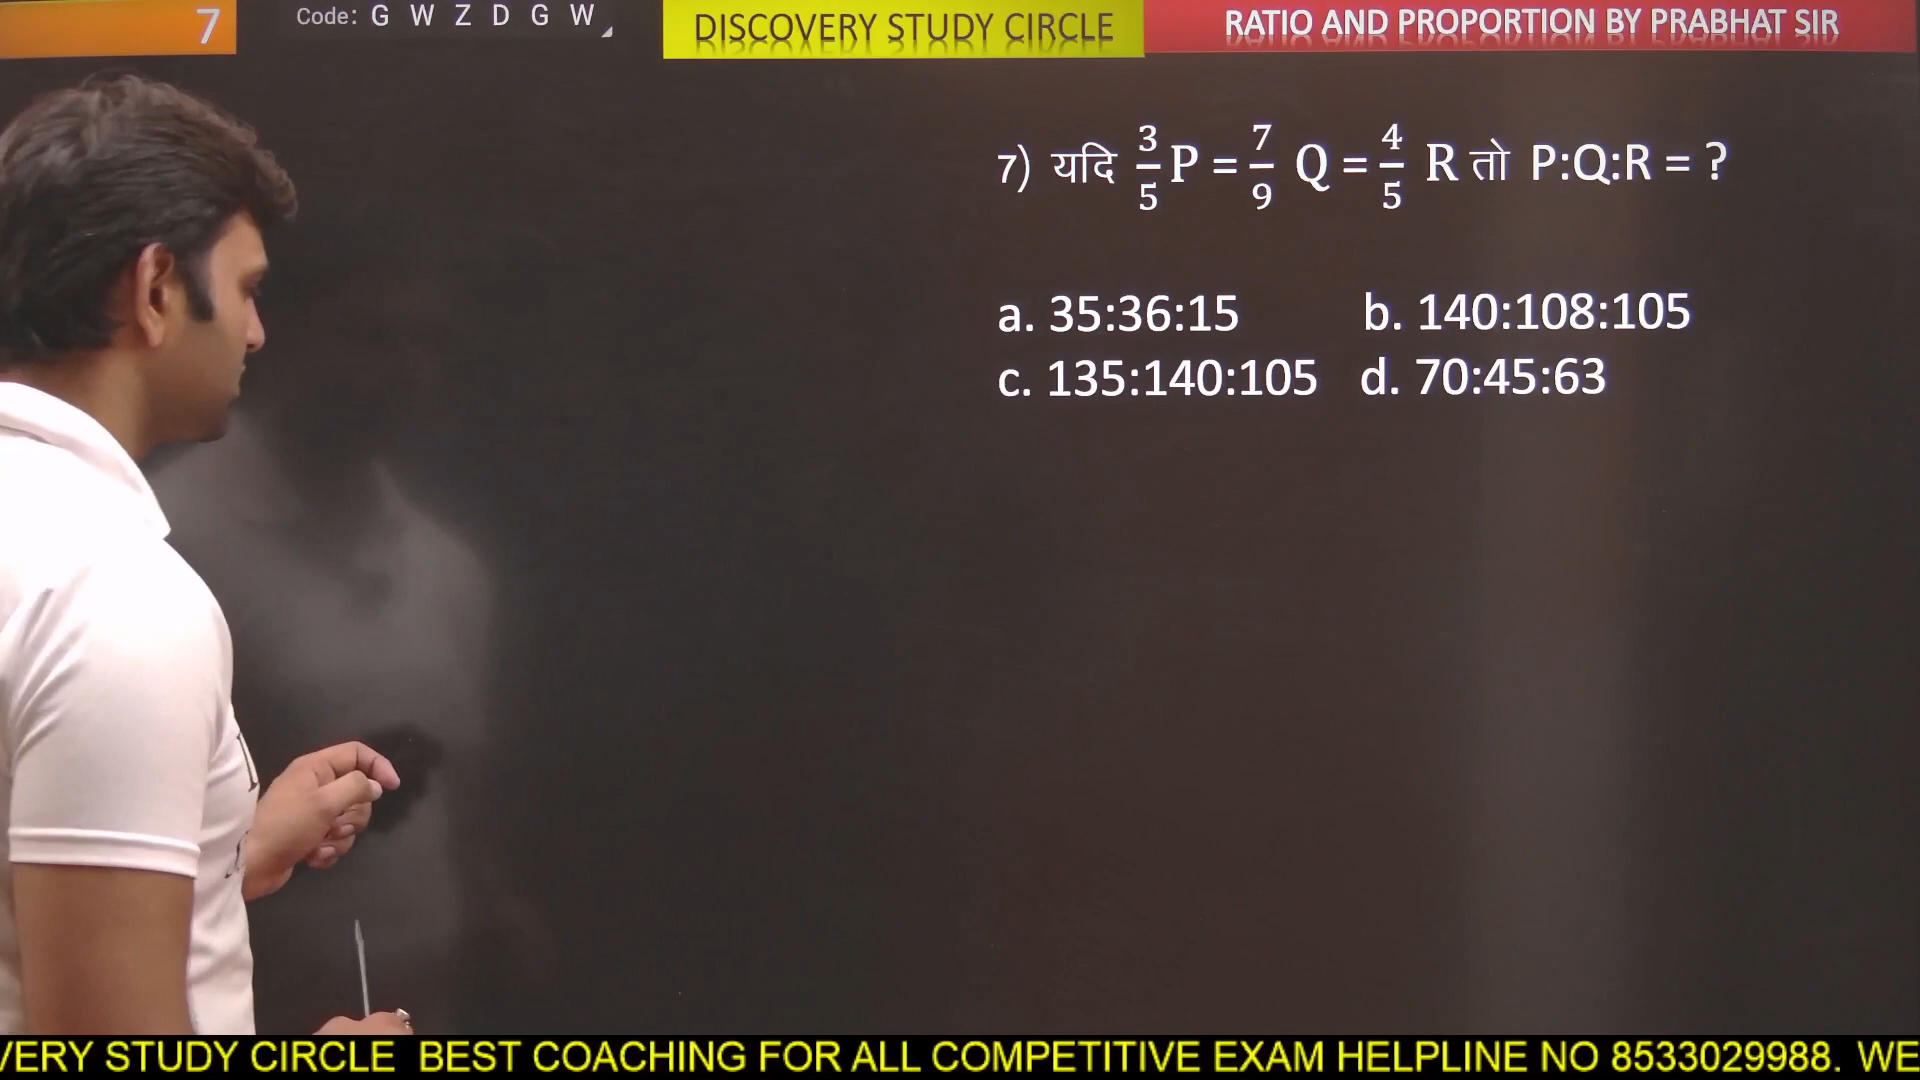 7
Code: G W Z D G W
DISCOVERY STUDY CIRCLE
RATIO AND PROPORTION BY PRABHAT SIR
7) यदि 3/5 P = 7/9 Q = 4/5 R तो P:Q:R = ?
a. 35:36:15 b. 140:108:105
c. 135:140:105 d. 70:45:63
VERY STUDY CIRCLE BEST COACHING FOR ALL COMPETITIVE EXAM HELPLINE NO 8533029988. WE